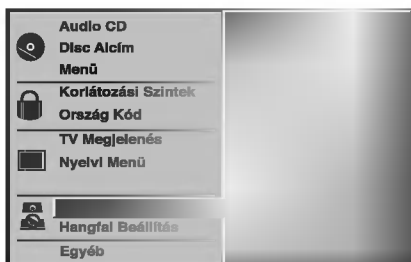 Audio CD
Disc Alcím
Menü
Korlátozási Szintek
Ország Kód
TV Megjelenés
Nyelvi Menü
Hangfal Beállítás
Egyéb